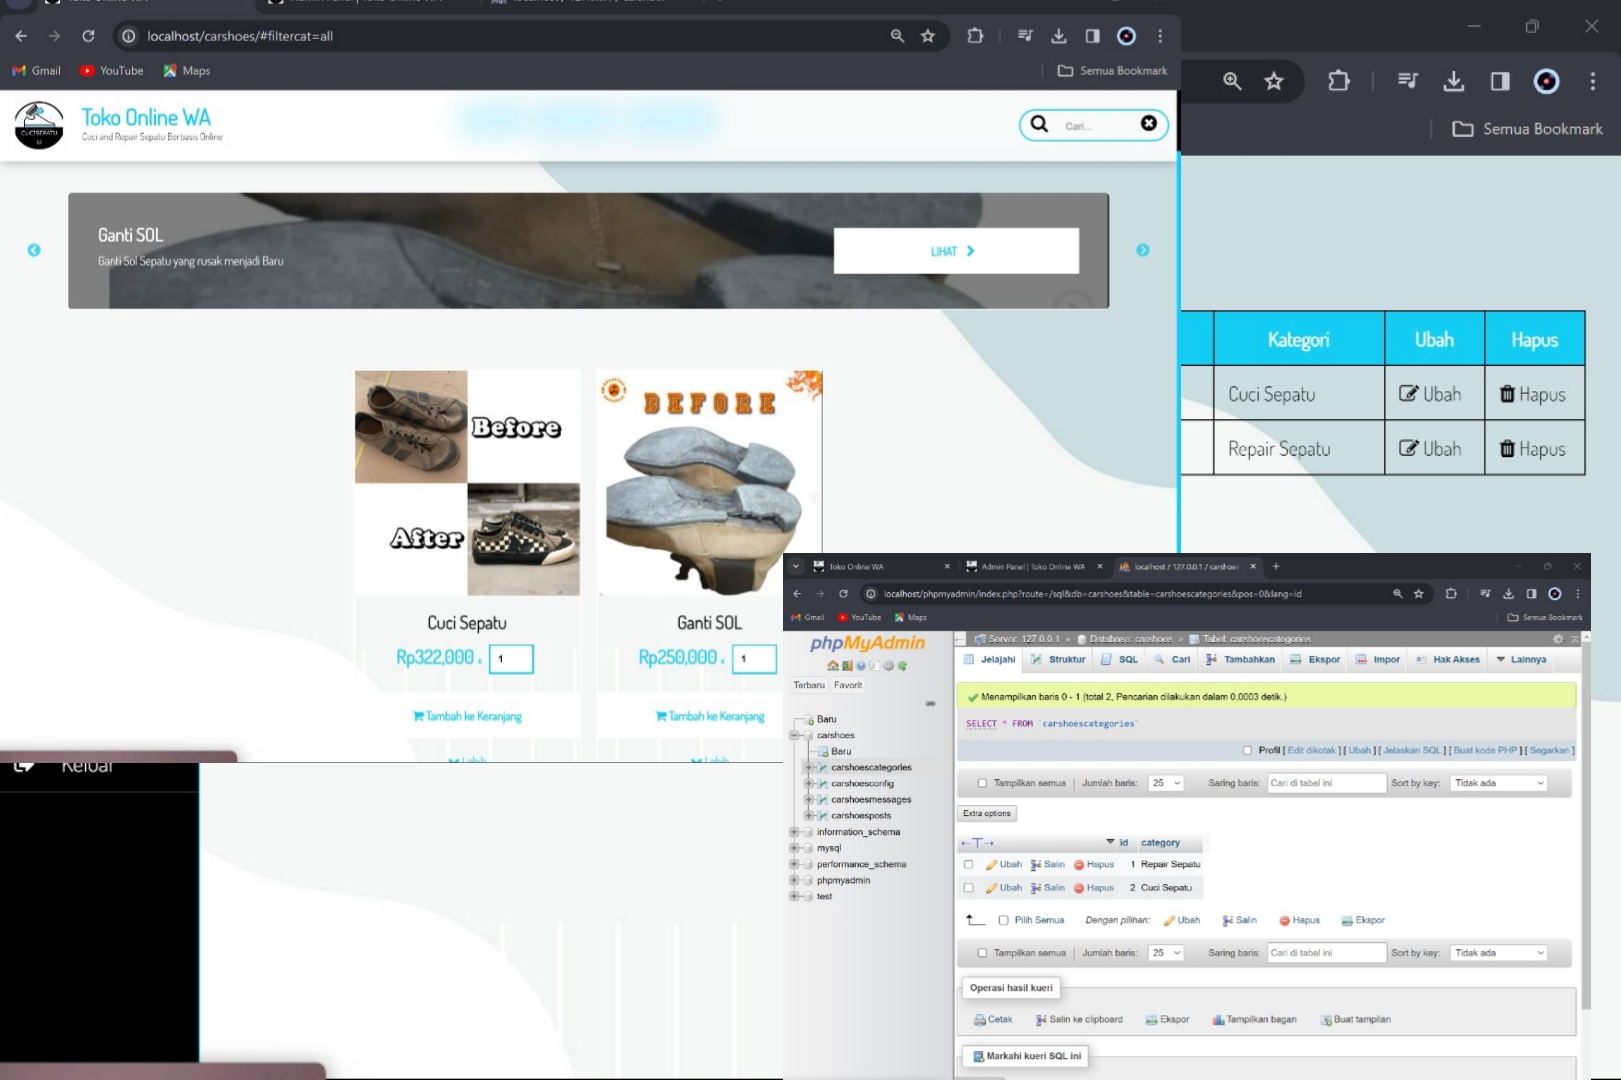 localhost/carshoes/#filtercat=all
Gmail YouTube Maps Semua Bookmark
Semua Bookmark
CUCISEPATU
Toko Online WA
Cuci and Repair Sepatu Berbasis Online
Cari...
Ganti SOL
Ganti Sol Sepatu yang rusak menjadi Baru
LIHAT
Kategori Ubah Hapus
Cuci Sepatu Ubah Hapus
Repair Sepatu Ubah Hapus
Before
After
BEFORE
Cuci Sepatu
Rp322,000 x 1
Tambah ke Keranjang
Lebih
Ganti SOL
Rp250,000 x 1
Tambah ke Keranjang
Lebih
Keluar
Toko Online WA Admin Panel | Toko Online WA localhost / 127.0.0.1 / carshoes
localhost/phpmyadmin/index.php?route=/sql&db=carshoes&table=carshoescategories&pos=0&lang=id
Gmail YouTube Maps Semua Bookmark
phpMyAdmin
Terbaru Favorit
Baru
carshoes
Baru
carshoescategories
carshoesconfig
carshoesmessages
carshoesposts
information_schema
mysql
performance_schema
phpmyadmin
test
Server: 127.0.0.1 » Database: carshoes » Tabel: carshoescategories
Jelajahi Struktur SQL Cari Tambahkan Ekspor Impor Hak Akses Lainnya
Menampilkan baris 0 - 1 (total 2, Pencarian dilakukan dalam 0,0003 detik.)
SELECT * FROM `carshoescategories`
Profil [ Edit dikotak ] [ Ubah ] [ Jelaskan SQL ] [ Buat kode PHP ] [ Segarkan ]
Tampilkan semua | Jumlah baris: 25 Saring baris: Cari di tabel ini Sort by key: Tidak ada
Extra options
id category
Ubah Salin Hapus 1 Repair Sepatu
Ubah Salin Hapus 2 Cuci Sepatu
Pilih Semua Dengan pilihan: Ubah Salin Hapus Ekspor
Tampilkan semua | Jumlah baris: 25 Saring baris: Cari di tabel ini Sort by key: Tidak ada
Operasi hasil kueri
Cetak Salin ke clipboard Ekspor Tampilkan bagan Buat tampilan
Markahi kueri SQL ini